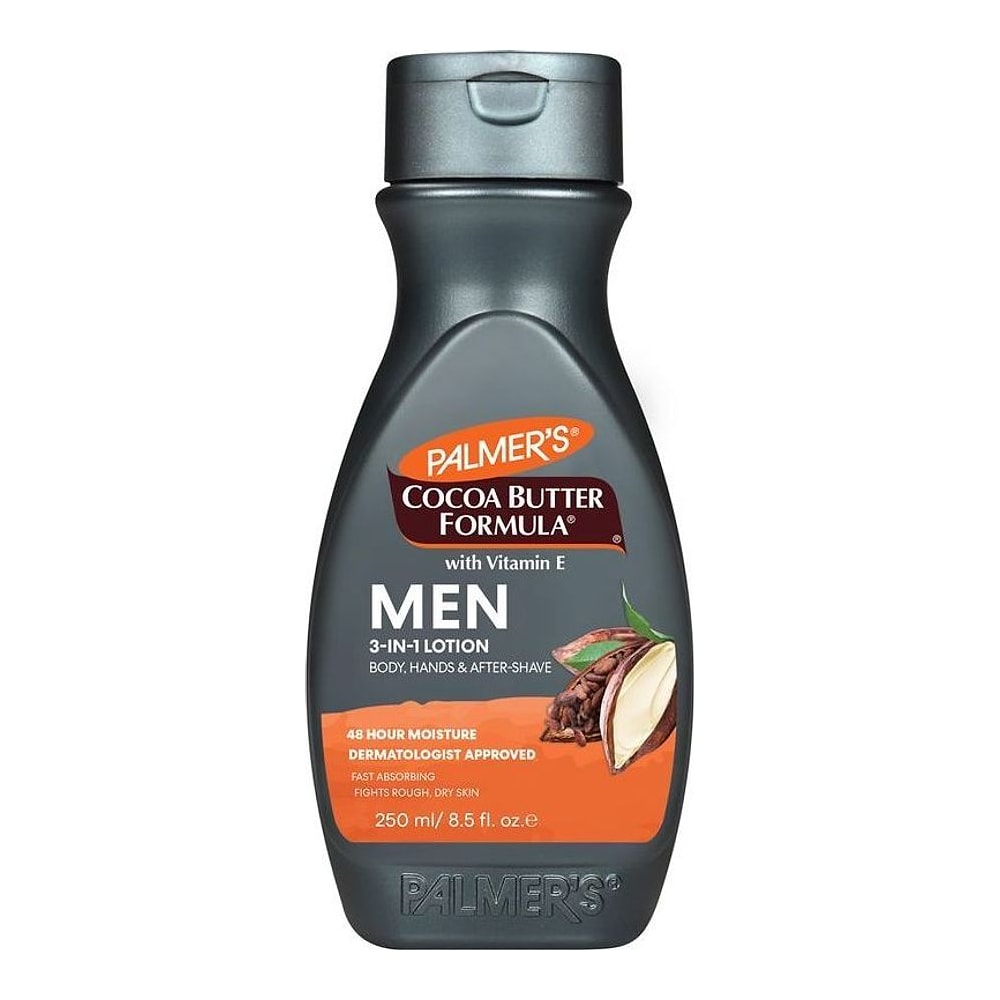 PALMER'S®
COCOA BUTTER
FORMULA®
®
with Vitamin E
MEN
3-IN-1 LOTION
BODY, HANDS & AFTER-SHAVE
48 HOUR MOISTURE
DERMATOLOGIST APPROVED
FAST ABSORBING
FIGHTS ROUGH, DRY SKIN
250 ml/ 8.5 fl. oz.℮
PALMER'S®